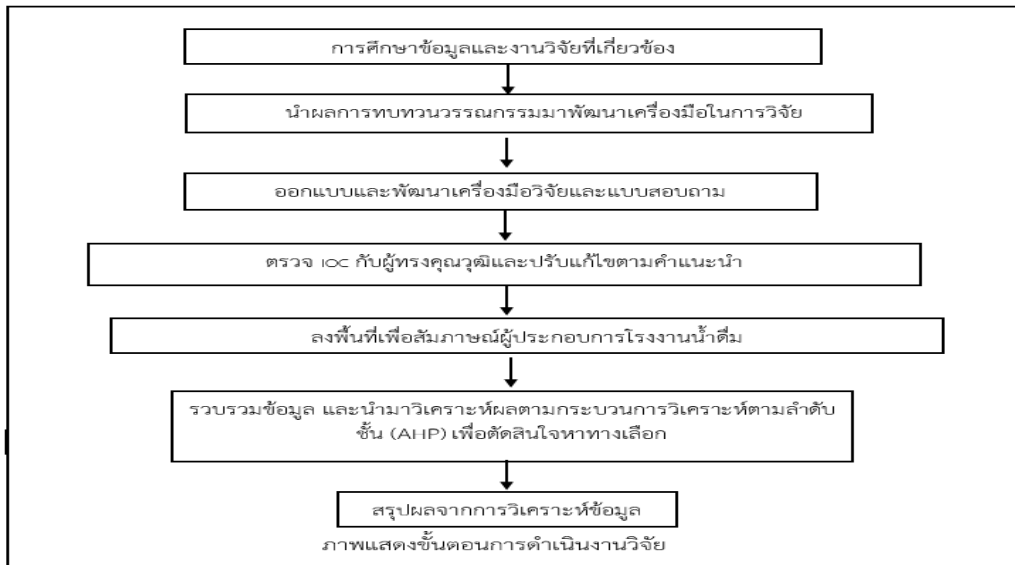 การศึกษาข้อมูลและงานวิจัยที่เกี่ยวข้อง
นำผลการทบทวนวรรณกรรมมาพัฒนาเครื่องมือในการวิจัย
ออกแบบและพัฒนาเครื่องมือวิจัยและแบบสอบถาม
ตรวจ IOC กับผู้ทรงคุณวุฒิและปรับแก้ไขตามคำแนะนำ
ลงพื้นที่เพื่อสัมภาษณ์ผู้ประกอบการโรงงานน้ำดื่ม
รวบรวมข้อมูล และนำมาวิเคราะห์ผลตามกระบวนการวิเคราะห์ตามลำดับ
ชั้น (AHP) เพื่อตัดสินใจหาทางเลือก
สรุปผลจากการวิเคราะห์ข้อมูล
ภาพแสดงขั้นตอนการดำเนินงานวิจัย